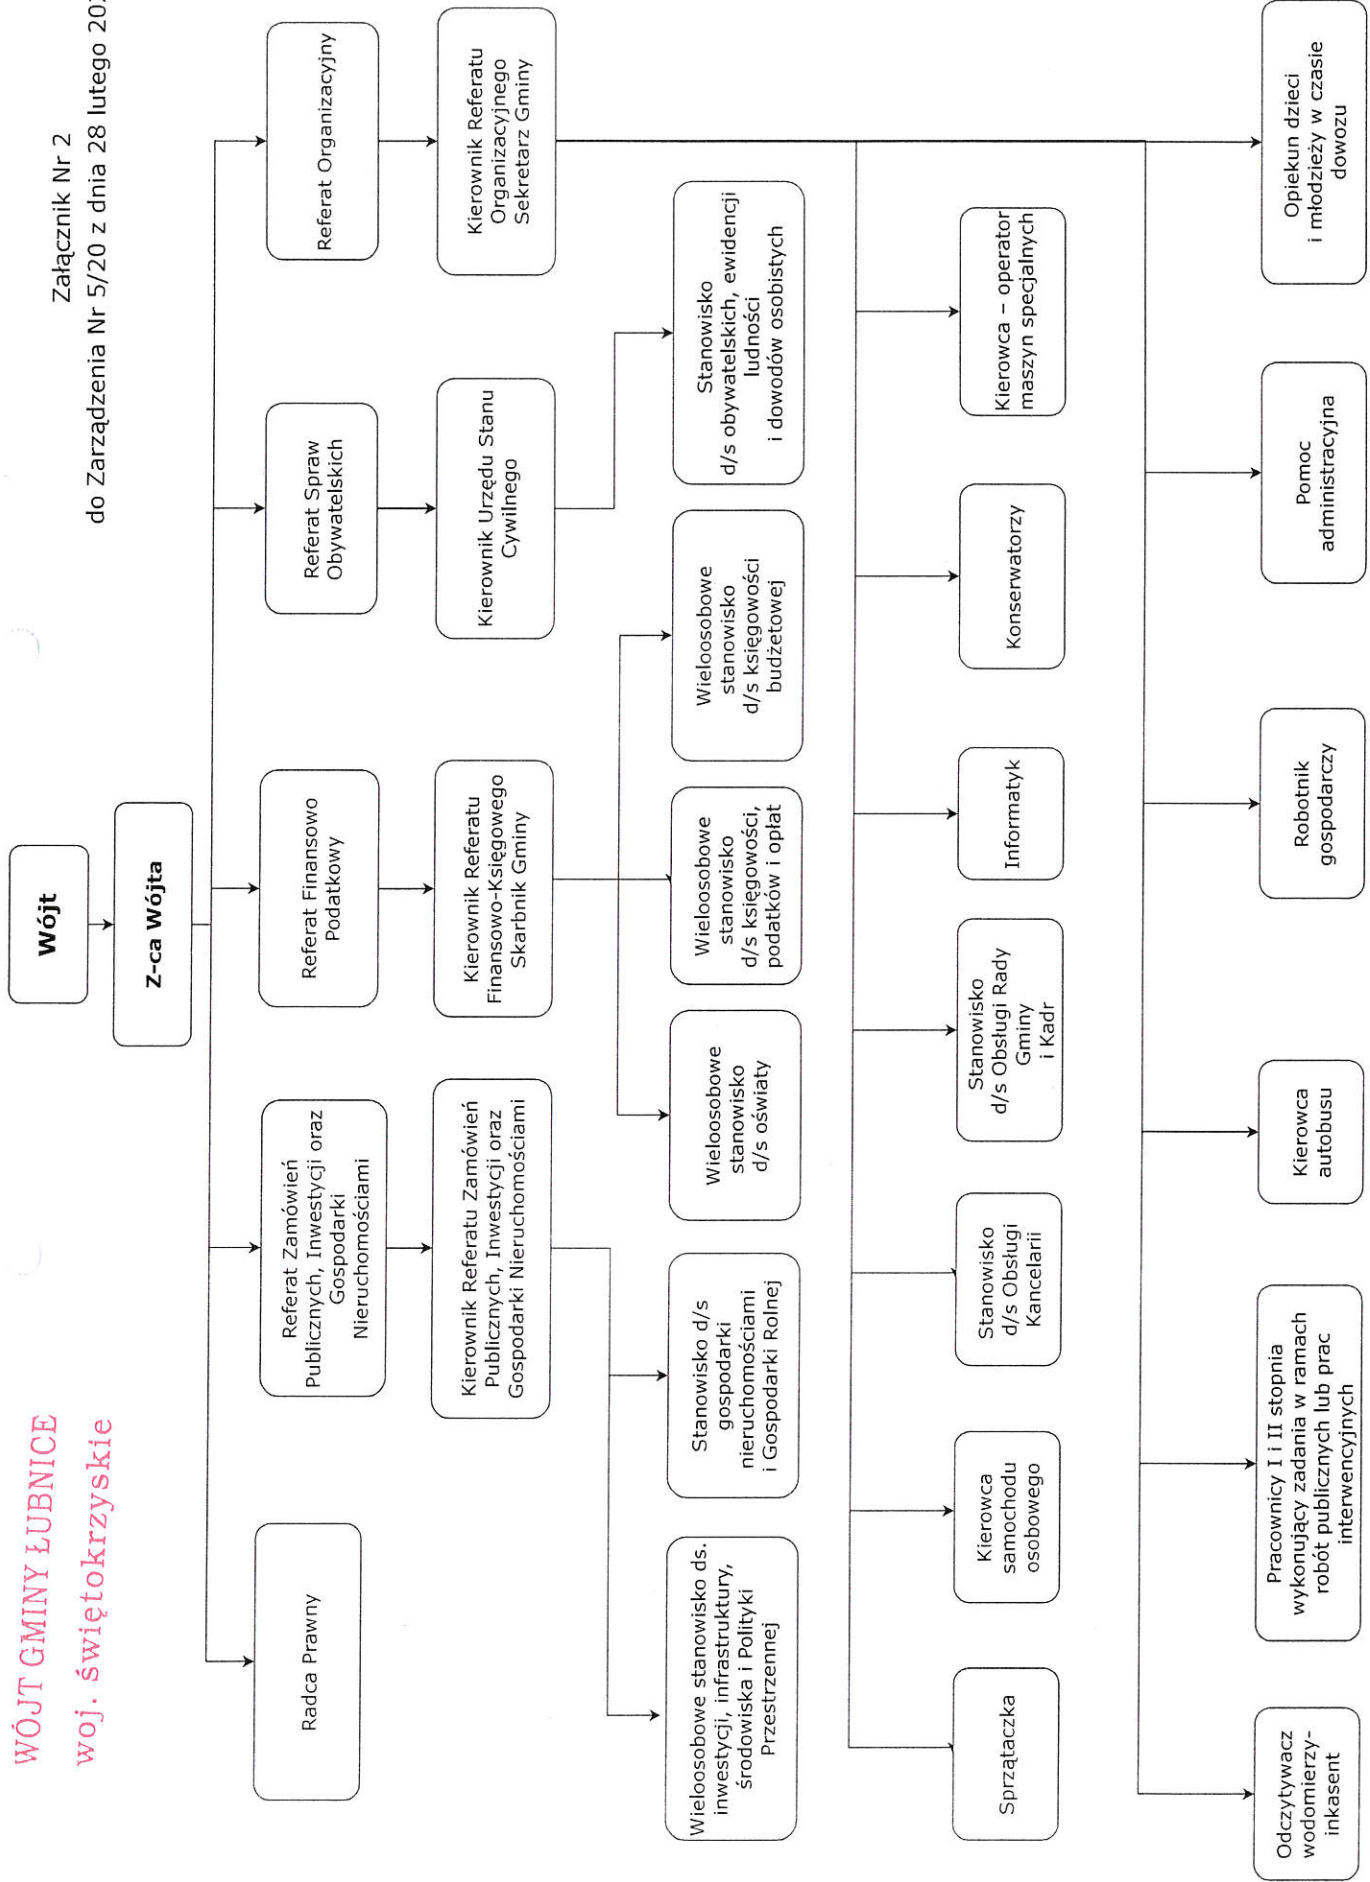 WÓJT GMINY ŁUBNICE
woj. świętokrzyskie
Załącznik Nr 2
do Zarządzenia Nr 5/20 z dnia 28 lutego 202
Wójt
Z-ca Wójta
Radca Prawny
Referat Zamówień
Publicznych, Inwestycji oraz
Gospodarki
Nieruchomościami
Referat Finansowo
Podatkowy
Referat Spraw
Obywatelskich
Referat Organizacyjny
Kierownik Referatu Zamówień
Publicznych, Inwestycji oraz
Gospodarki Nieruchomościami
Kierownik Referatu
Finansowo-Księgowego
Skarbnik Gminy
Kierownik Urzędu Stanu
Cywilnego
Kierownik Referatu
Organizacyjnego
Sekretarz Gminy
Wieloosobowe stanowisko ds.
inwestycji, infrastruktury,
środowiska i Polityki
Przestrzennej
Stanowisko d/s
gospodarki
nieruchomościami
i Gospodarki Rolnej
Wieloosobowe
stanowisko
d/s oświaty
Wieloosobowe
stanowisko
d/s księgowości,
podatków i opłat
Wieloosobowe
stanowisko
d/s księgowości
budżetowej
Stanowisko
d/s obywatelskich, ewidencji
ludności
i dowodów osobistych
Sprzątaczka
Kierowca
samochodu
osobowego
Stanowisko
d/s Obsługi
Kancelarii
Stanowisko
d/s Obsługi Rady
Gminy
i Kadr
Informatyk
Konserwatorzy
Kierowca – operator
maszyn specjalnych
Odczytywacz
wodomierzy-
inkasent
Pracownicy I i II stopnia
wykonujący zadania w ramach
robót publicznych lub prac
interwencyjnych
Kierowca
autobusu
Robotnik
gospodarczy
Pomoc
administracyjna
Opiekun dzieci
i młodzieży w czasie
dowozu